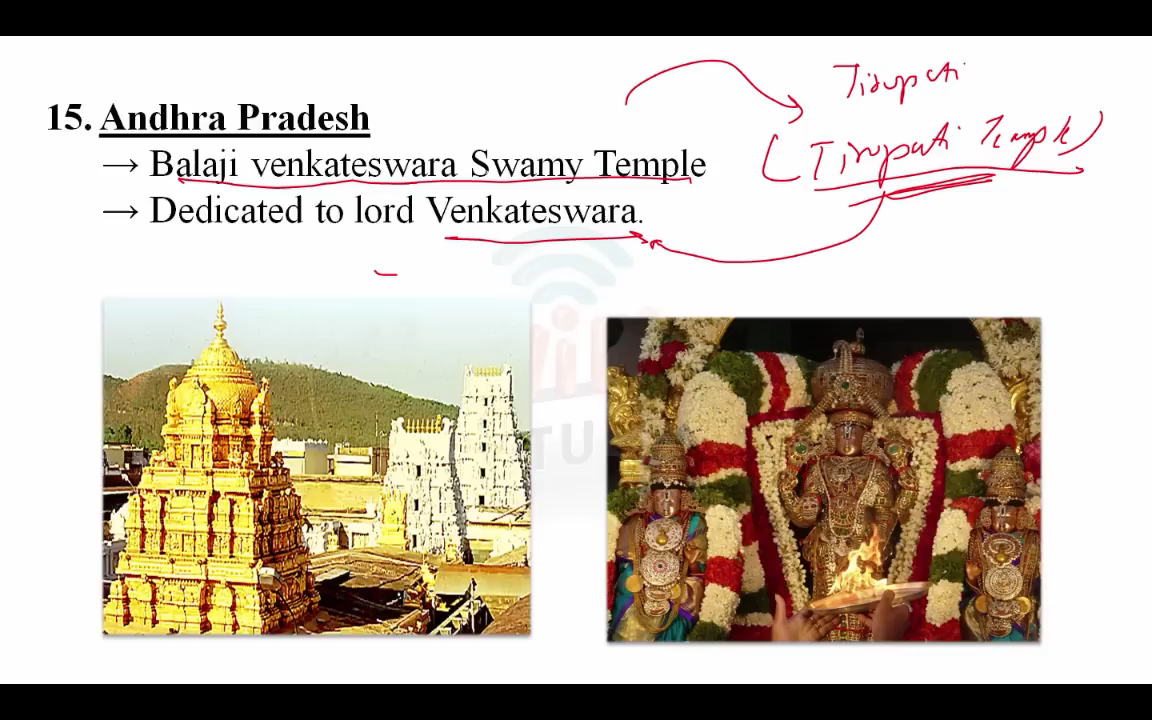 Tirupati
15. Andhra Pradesh
(Tirupati Temple)
→ Balaji venkateswara Swamy Temple
→ Dedicated to lord Venkateswara.